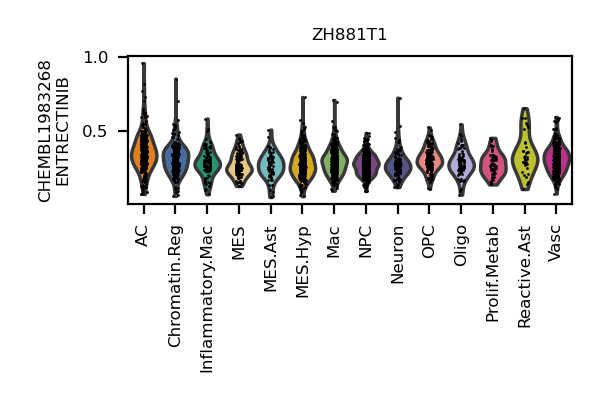 ZH881T1
CHEMBL1983268
ENTRECTINIB
1.0
0.5
AC
Chromatin.Reg
Inflammatory.Mac
MES
MES.Ast
MES.Hyp
Mac
NPC
Neuron
OPC
Oligo
Prolif.Metab
Reactive.Ast
Vasc